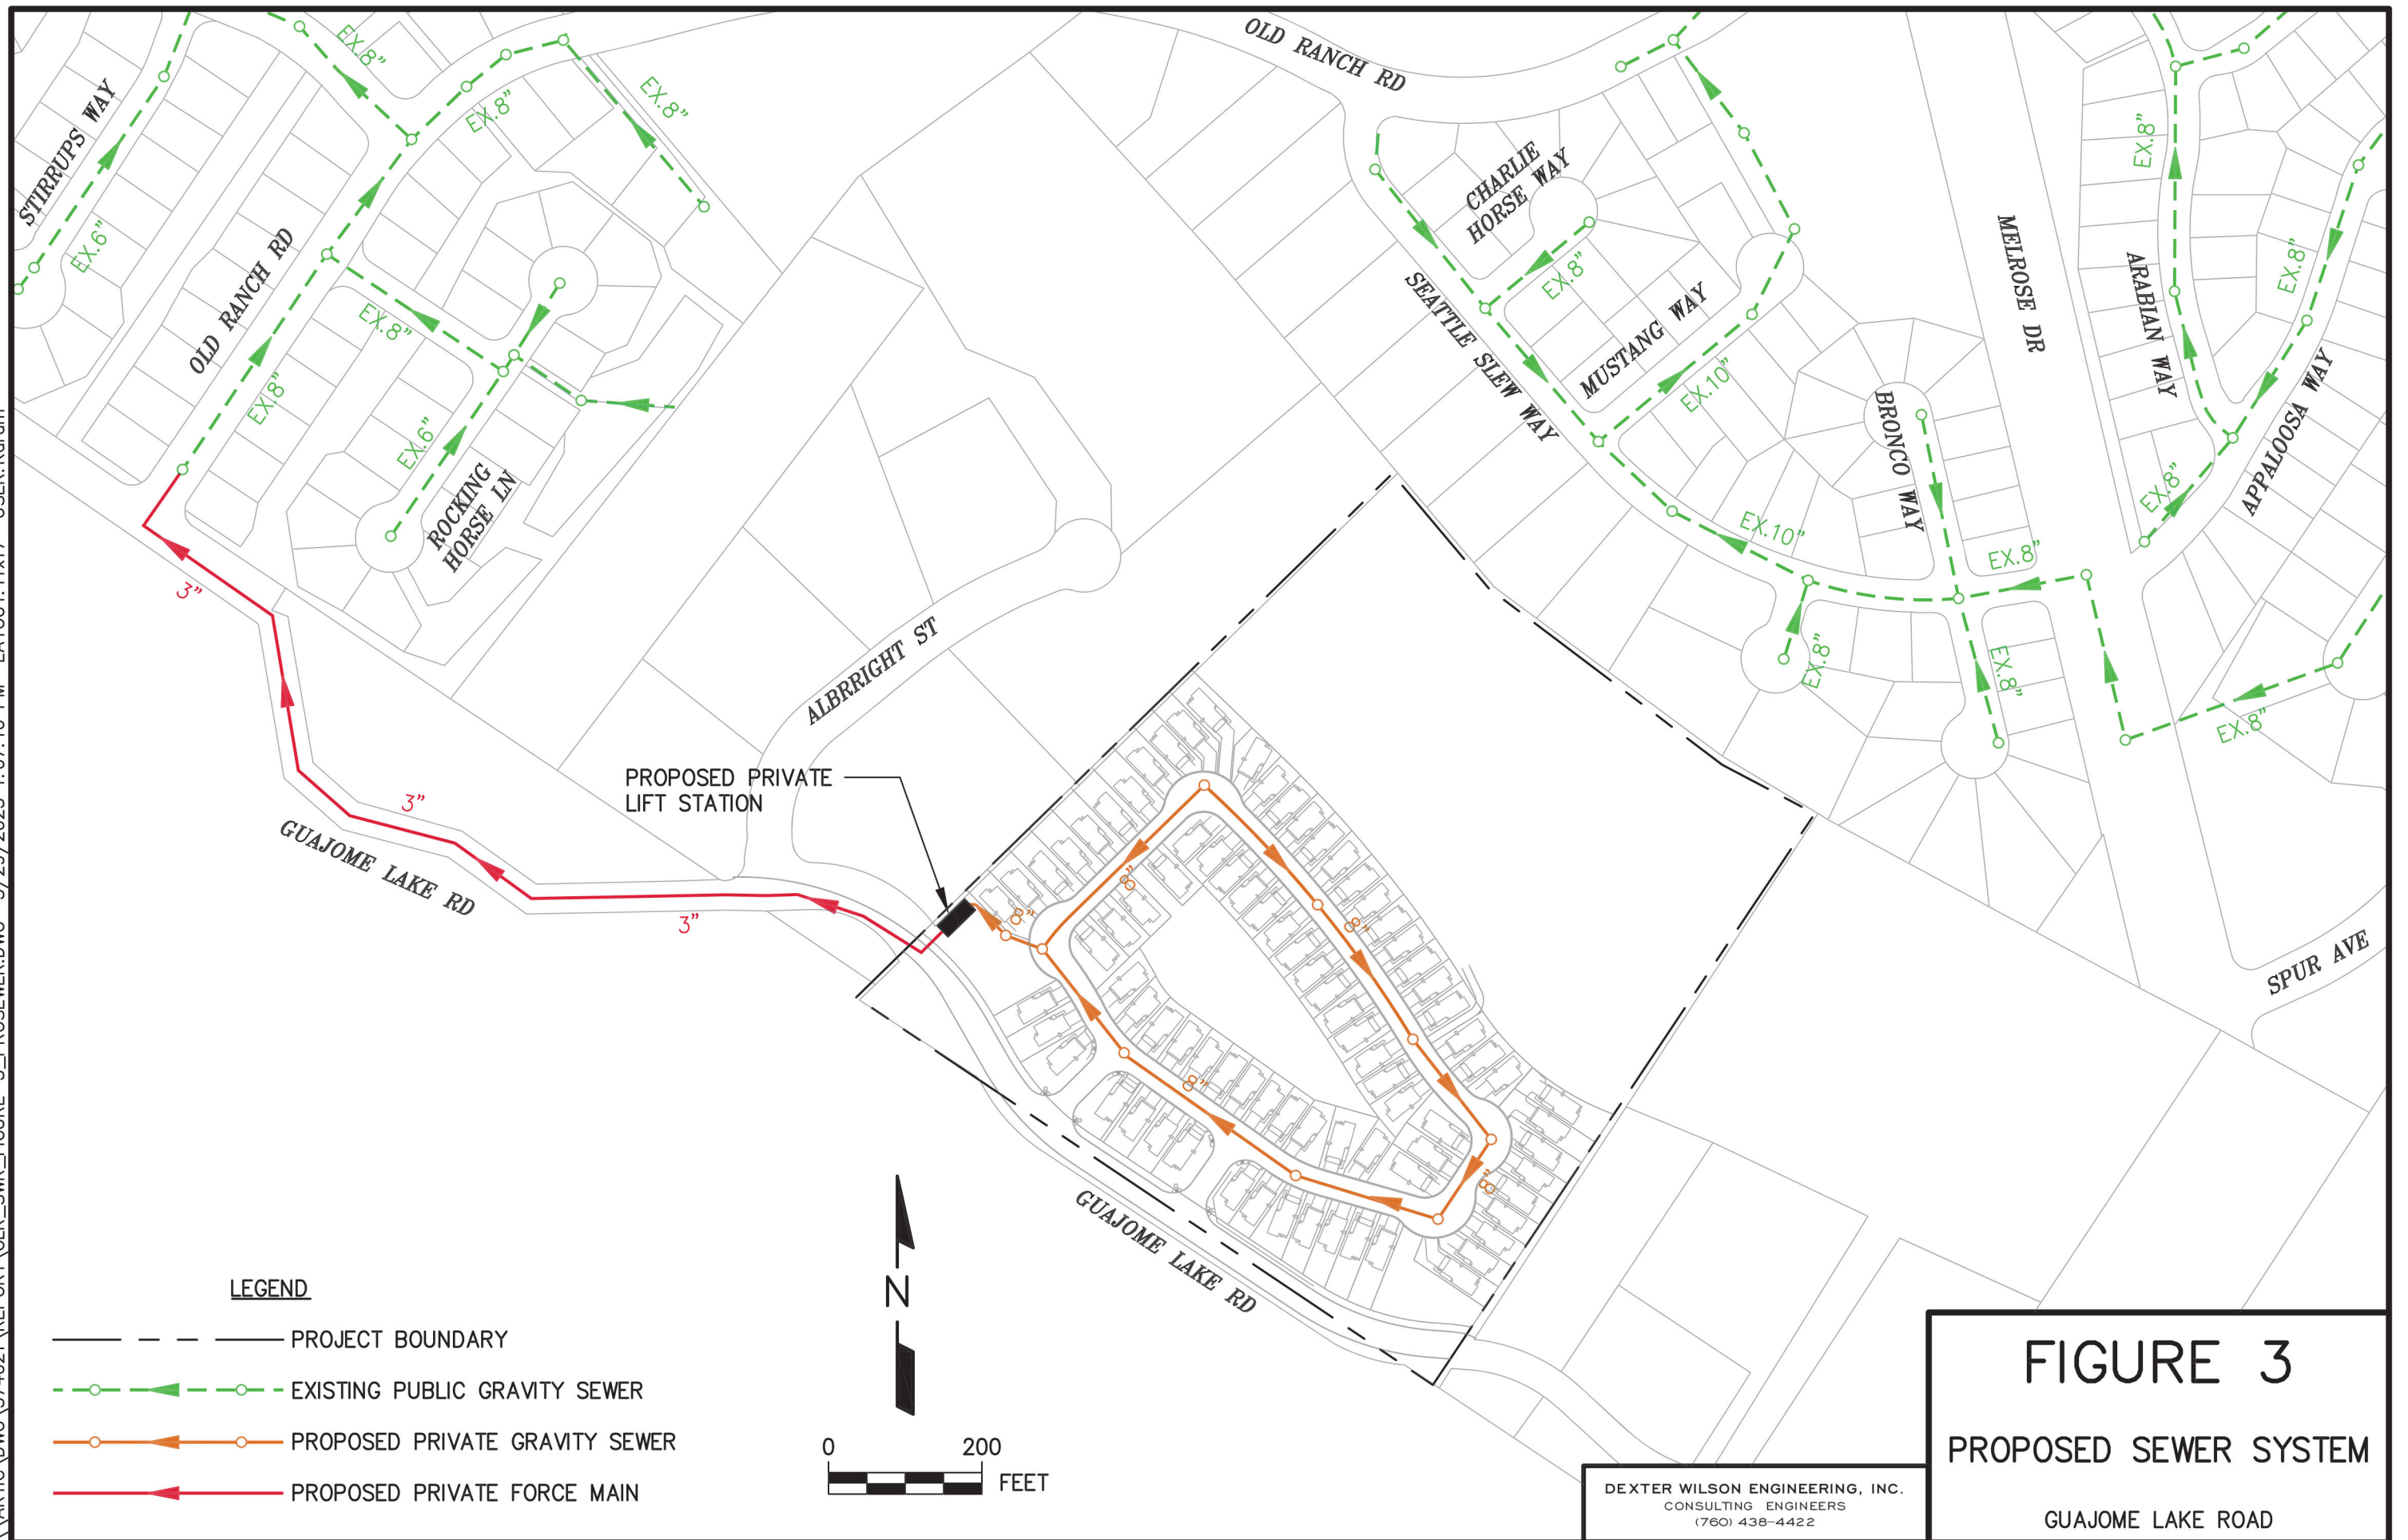 OLD RANCH RD
EX.8"
EX.8"
EX.8"
STIRRUPS WAY
EX.6"
OLD RANCH RD
EX.8"
EX.8"
EX.6"
ROCKING
HORSE LN
CHARLIE
HORSE WAY
EX.8"
SEATTLE SLEW WAY
MUSTANG WAY
EX.10"
EX.10"
BRONCO WAY
MELROSE DR
EX.8"
ARABIAN WAY
EX.8"
APPALOOSA WAY
EX.8"
EX.8"
EX.8"
EX.8"
EX.8"
SPUR AVE
ALBRRIGHT ST
3"
3"
3"
GUAJOME LAKE RD
PROPOSED PRIVATE
LIFT STATION
8"
8"
8"
8"
8"
GUAJOME LAKE RD
N
0 200
FEET
LEGEND
PROJECT BOUNDARY
EXISTING PUBLIC GRAVITY SEWER
PROPOSED PRIVATE GRAVITY SEWER
PROPOSED PRIVATE FORCE MAIN
DEXTER WILSON ENGINEERING, INC.
CONSULTING ENGINEERS
(760) 438-4422
FIGURE 3
PROPOSED SEWER SYSTEM
GUAJOME LAKE ROAD